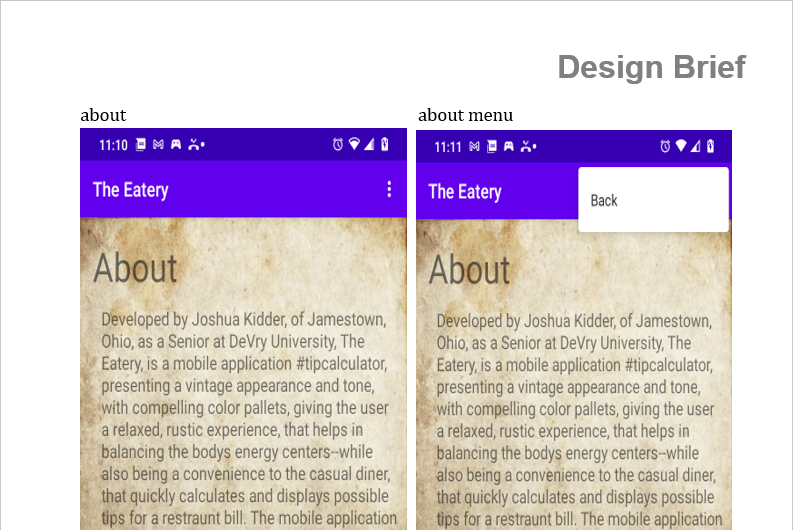 Design Brief
about
11:10
The Eatery
About
Developed by Joshua Kidder, of Jamestown,
Ohio, as a Senior at DeVry University, The
Eatery, is a mobile application #tipcalculator,
presenting a vintage appearance and tone,
with compelling color pallets, giving the user
a relaxed, rustic experience, that helps in
balancing the bodys energy centers--while
also being a convenience to the casual diner,
that quickly calculates and displays possible
tips for a restraunt bill. The mobile application
about menu
11:11
The Eatery
Back
About
Developed by Joshua Kidder, of Jamestown,
Ohio, as a Senior at DeVry University, The
Eatery, is a mobile application #tipcalculator,
presenting a vintage appearance and tone,
with compelling color pallets, giving the user
a relaxed, rustic experience, that helps in
balancing the bodys energy centers--while
also being a convenience to the casual diner,
that quickly calculates and displays possible
tips for a restraunt bill. The mobile application